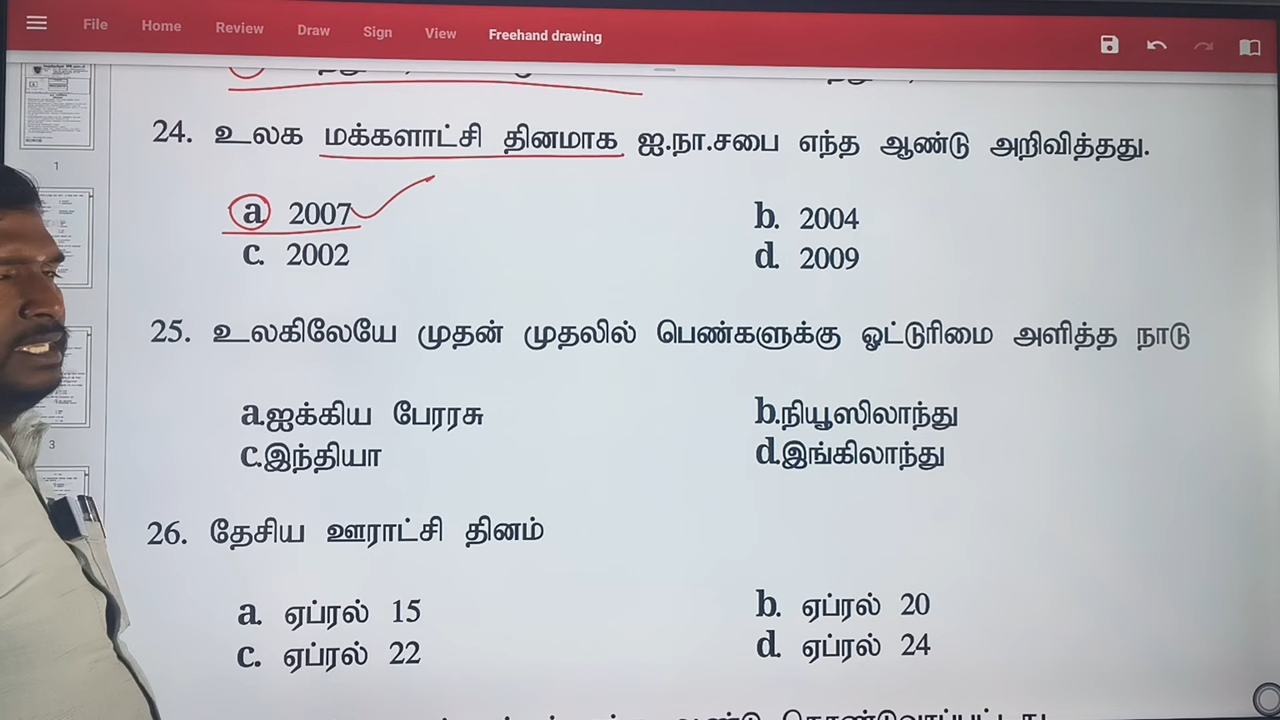 File Home Review Draw Sign View Freehand drawing
24. உலக மக்களாட்சி தினமாக ஐ.நா.சபை எந்த ஆண்டு அறிவித்தது.
a. 2007 b. 2004
c. 2002 d. 2009
25. உலகிலேயே முதன் முதலில் பெண்களுக்கு ஓட்டுரிமை அளித்த நாடு
a.ஐக்கிய பேரரசு b.நியூஸிலாந்து
c.இந்தியா d.இங்கிலாந்து
26. தேசிய ஊராட்சி தினம்
a. ஏப்ரல் 15 b. ஏப்ரல் 20
c. ஏப்ரல் 22 d. ஏப்ரல் 24
1
3